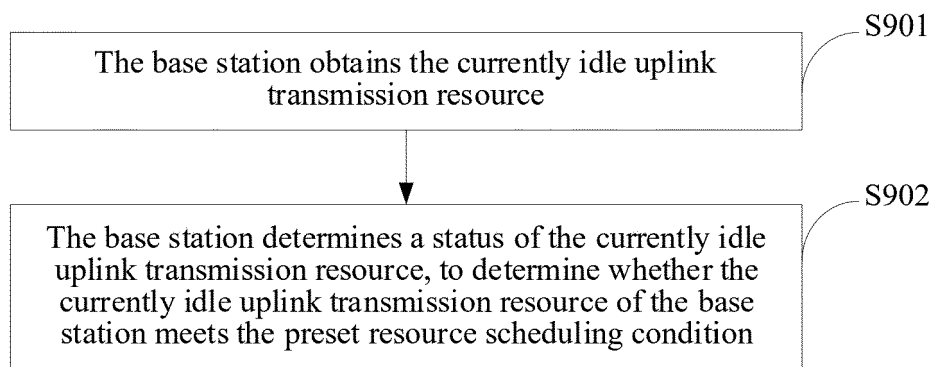 S901
The base station obtains the currently idle uplink
transmission resource
S902
The base station determines a status of the currently idle
uplink transmission resource, to determine whether the
currently idle uplink transmission resource of the base
station meets the preset resource scheduling condition